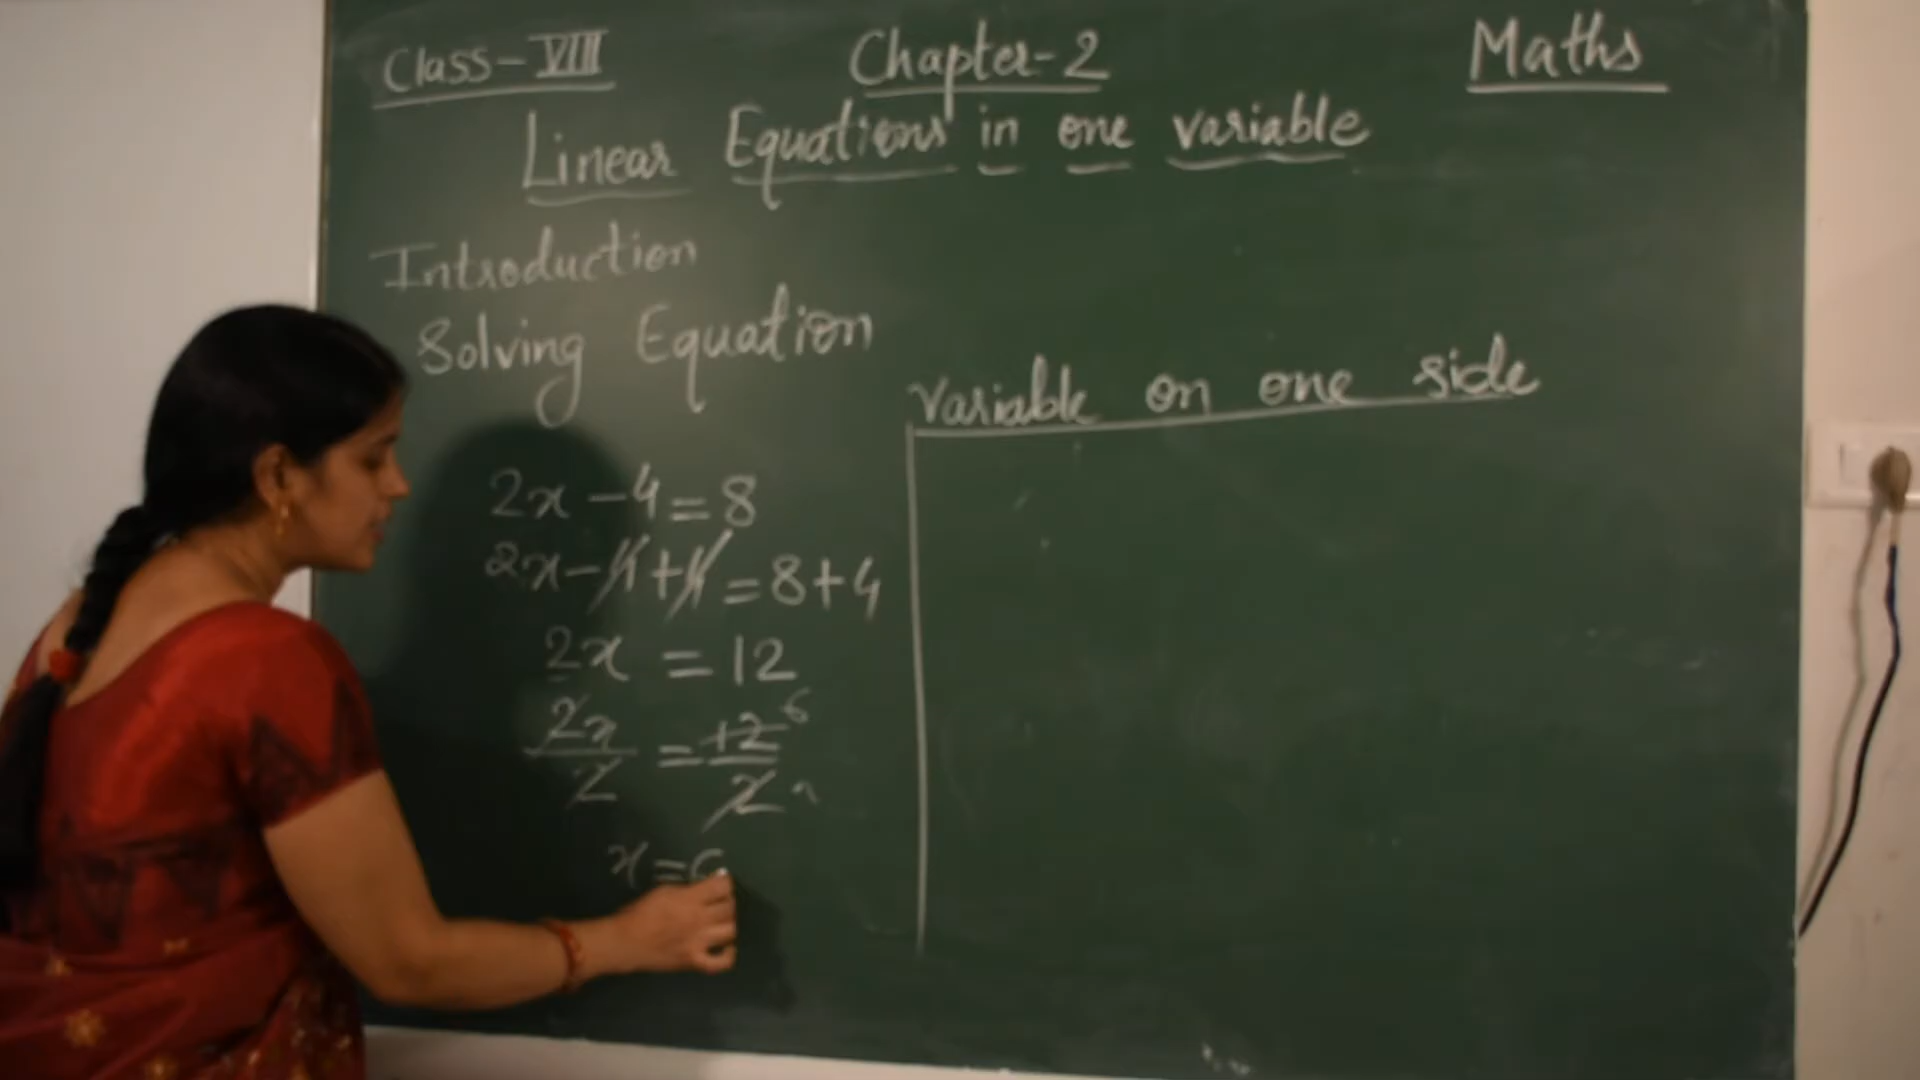 Class-VIII Chapter-2 Maths
Linear Equations in one variable
Introduction
Solving Equation
variable on one side
2x - 4 = 8
2x - 4 + 4 = 8 + 4
2x = 12
2x/2 = 12/2 6
x = 6